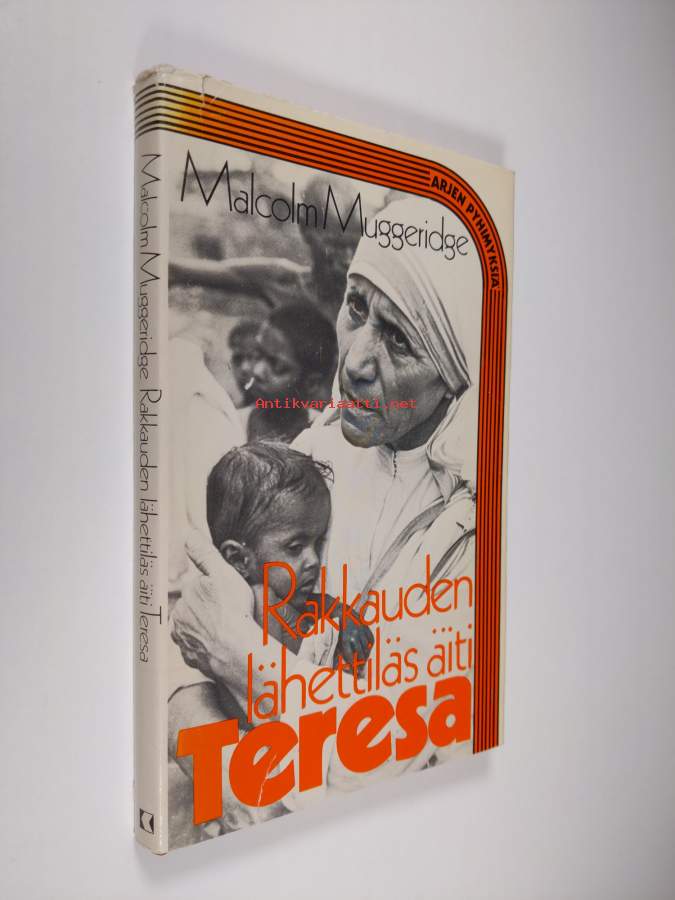 Malcolm Muggeridge Rakkauden lähettiläs äiti Teresa
ARJEN PYHIMYKSIÄ
Malcolm Muggeridge
Antikvariaatti.net
Rakkauden
lähettiläs äiti
Teresa